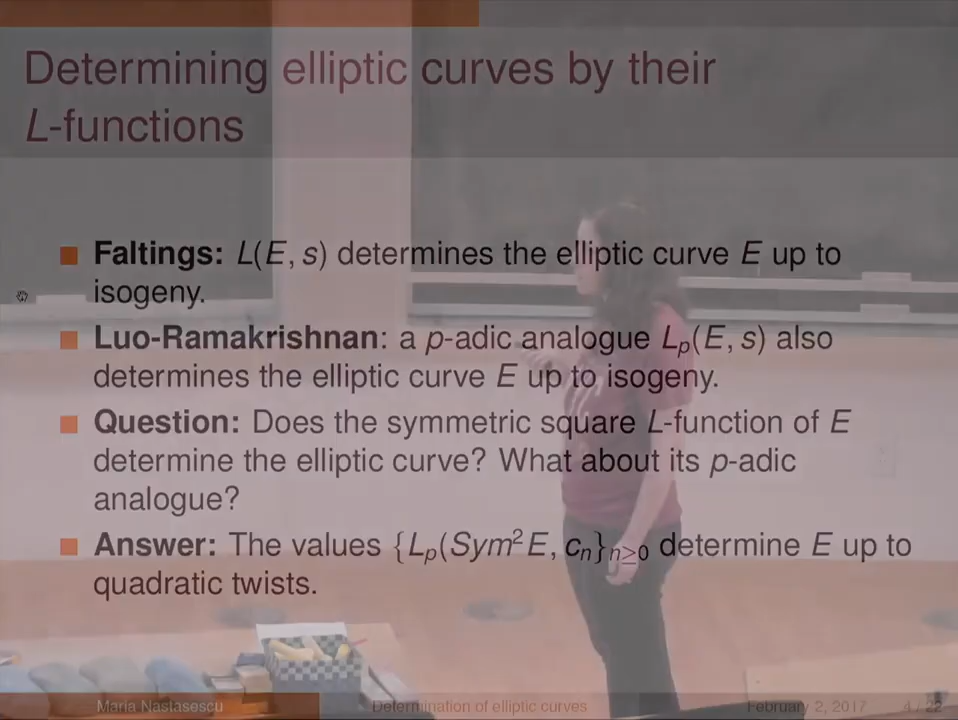 Determining elliptic curves by their
L-functions
Faltings: L(E, s) determines the elliptic curve E up to
isogeny.
Luo-Ramakrishnan: a p-adic analogue Lₚ(E, s) also
determines the elliptic curve E up to isogeny.
Question: Does the symmetric square L-function of E
determine the elliptic curve? What about its p-adic
analogue?
Answer: The values {Lₚ(Sym²E, cₙ}ₙ≥₀ determine E up to
quadratic twists.
Maria Nastasescu Determination of elliptic curves February 2, 2017 4 / 22